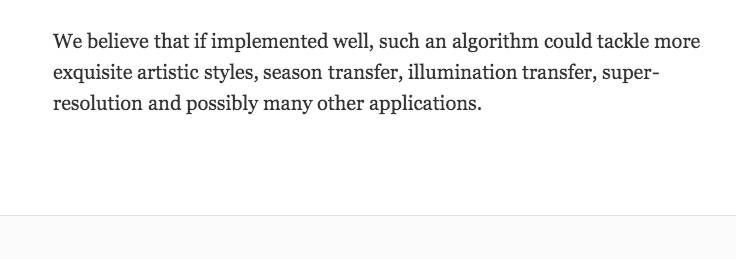 We believe that if implemented well, such an algorithm could tackle more
exquisite artistic styles, season transfer, illumination transfer, super-
resolution and possibly many other applications.